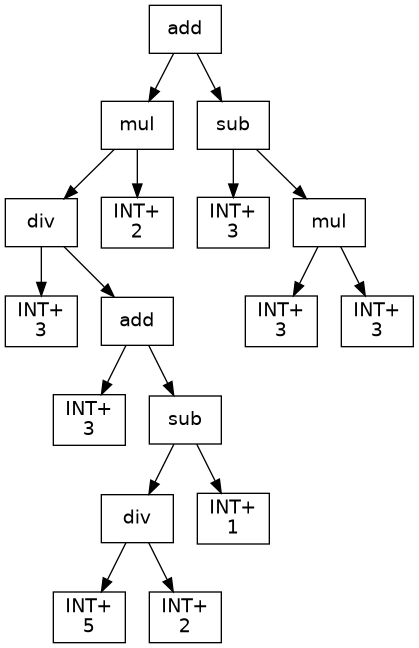 add
mul
sub
div
INT+
2
INT+
3
mul
INT+
3
add
INT+
3
INT+
3
INT+
3
sub
div
INT+
1
INT+
5
INT+
2